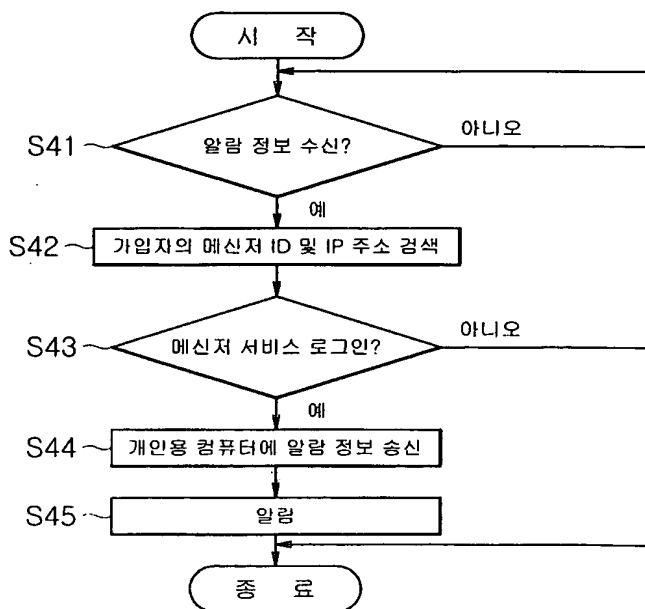 시 작
S41
알람 정보 수신?
아니오
예
S42
가입자의 메신저 ID 및 IP 주소 검색
S43
메신저 서비스 로그인?
아니오
예
S44
개인용 컴퓨터에 알람 정보 송신
S45
알림
종 료